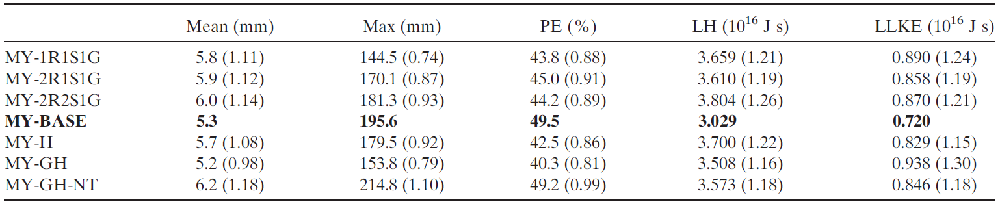 Mean (mm) Max (mm) PE (%) LH (10¹⁶ J s) LLKE (10¹⁶ J s)
MY-1R1S1G 5.8 (1.11) 144.5 (0.74) 43.8 (0.88) 3.659 (1.21) 0.890 (1.24)
MY-2R1S1G 5.9 (1.12) 170.1 (0.87) 45.0 (0.91) 3.610 (1.19) 0.858 (1.19)
MY-2R2S1G 6.0 (1.14) 181.3 (0.93) 44.2 (0.89) 3.804 (1.26) 0.870 (1.21)
MY-BASE 5.3 195.6 49.5 3.029 0.720
MY-H 5.7 (1.08) 179.5 (0.92) 42.5 (0.86) 3.700 (1.22) 0.829 (1.15)
MY-GH 5.2 (0.98) 153.8 (0.79) 40.3 (0.81) 3.508 (1.16) 0.938 (1.30)
MY-GH-NT 6.2 (1.18) 214.8 (1.10) 49.2 (0.99) 3.573 (1.18) 0.846 (1.18)